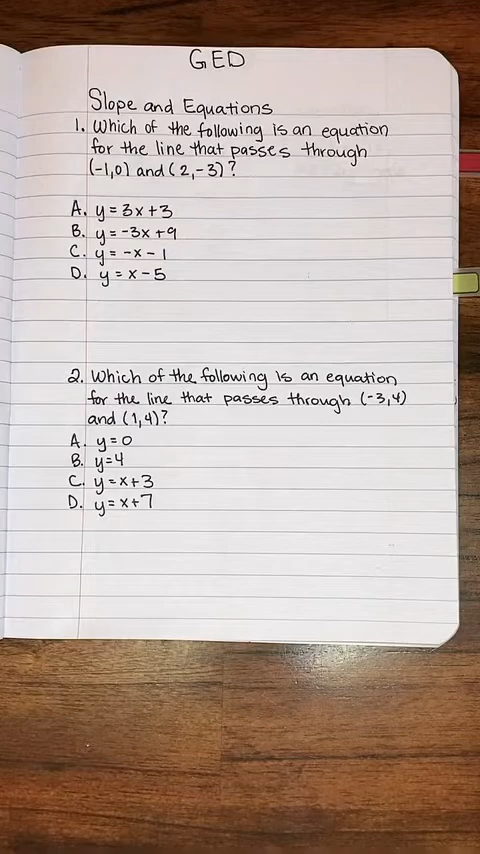 GED
Slope and Equations
1. Which of the following is an equation
for the line that passes through
(-1,0) and (2,-3)?
A. y = 3x+3
B. y = -3x +9
C. y = -x - 1
D. y = x - 5
2. Which of the following is an equation
for the line that passes through (-3,4)
and (1,4)?
A. y=0
B. y=4
C. y=x+3
D. y=x+7